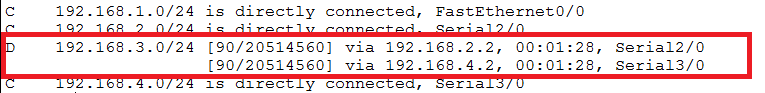 C 192.168.1.0/24 is directly connected, FastEthernet0/0
C 192.168.2.0/24 is directly connected, Serial2/0
D 192.168.3.0/24 [90/20514560] via 192.168.2.2, 00:01:28, Serial2/0
[90/20514560] via 192.168.4.2, 00:01:28, Serial3/0
C 192.168.4.0/24 is directly connected, Serial3/0